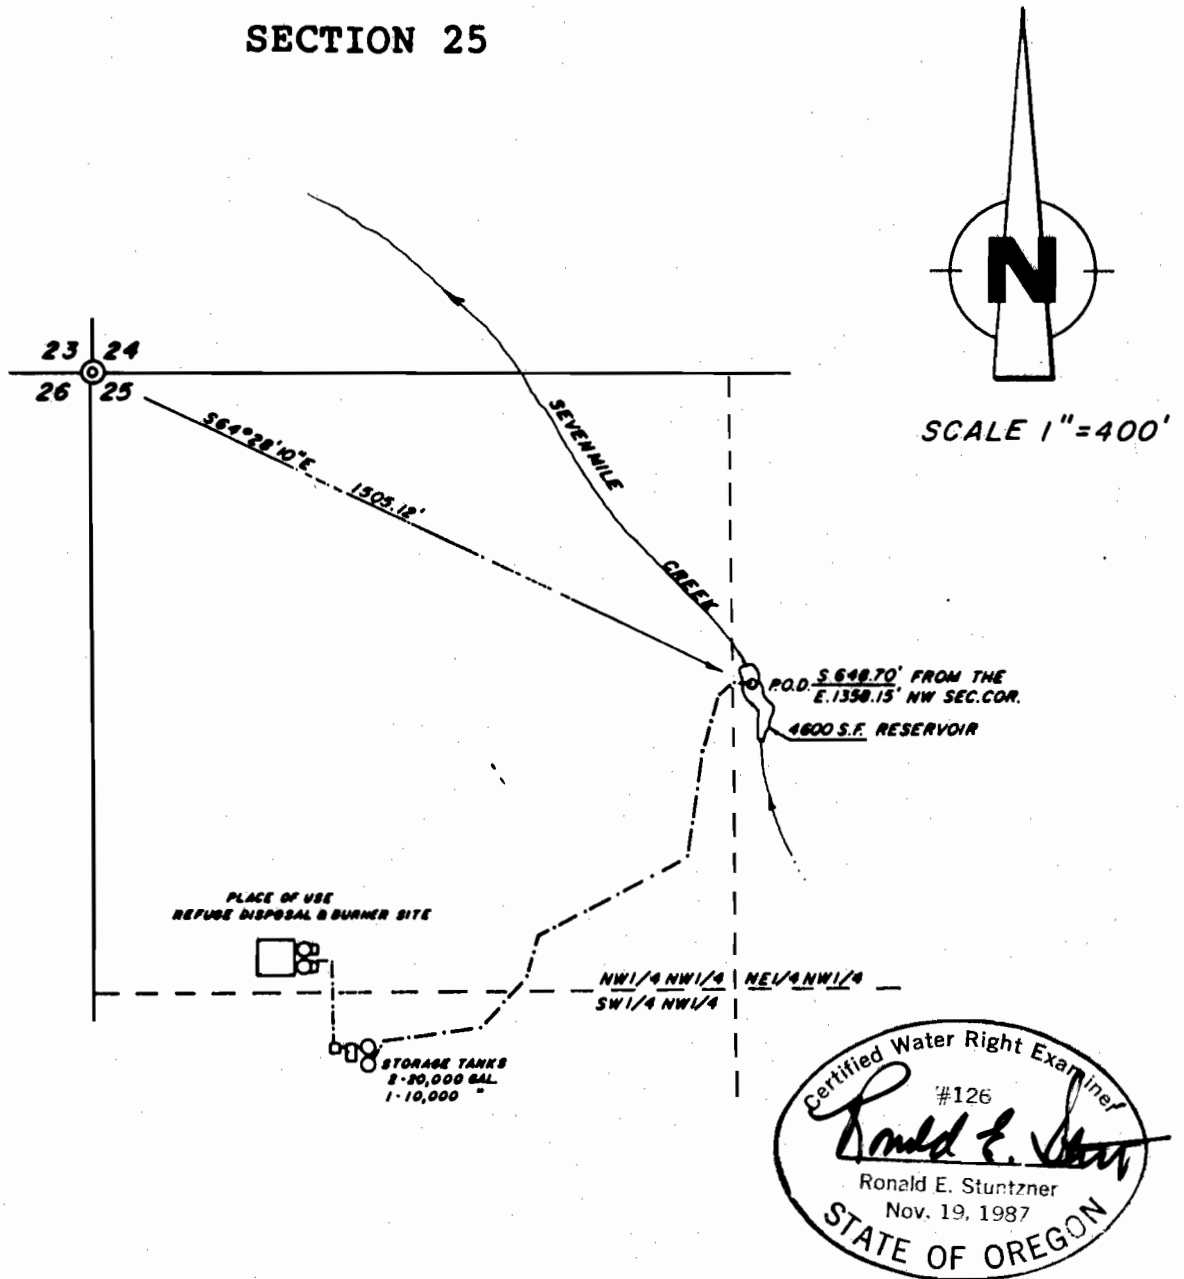 SECTION 25
N
SCALE 1"=400'
23 24
26 25
S64°28'10"E
1505.12'
SEVENMILE
CREEK
P.O.D. S.648.70' FROM THE
E.1358.15' NW SEC.COR.
4600 S.F. RESERVOIR
PLACE OF USE
REFUSE DISPOSAL & BURNER SITE
NW1/4 NW1/4 NE1/4 NW1/4
SW1/4 NW1/4
STORAGE TANKS
2-20,000 GAL.
1-10,000 "
Certified Water Right Examiner
#126
Ronald E. Stuntzner
Nov. 19, 1987
STATE OF OREGON